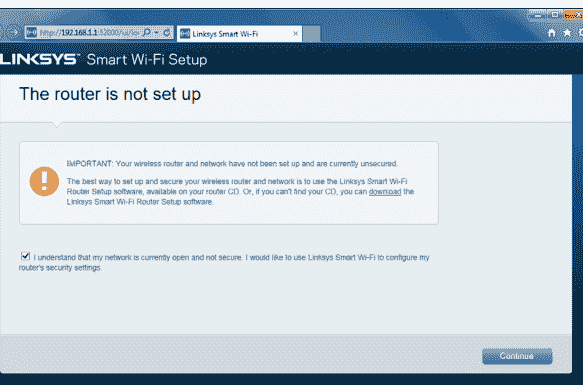 http://192.168.1.1:52000/ui/
Linksys Smart Wi-Fi
LINKSYS Smart Wi-Fi Setup
The router is not set up
IMPORTANT: Your wireless router and network have not been set up and are currently unsecured.
The best way to set up and secure your wireless router and network is to use the Linksys Smart Wi-Fi
Router Setup software, available on your router CD. Or, if you can't find your CD, you can download the
Linksys Smart Wi-Fi Router Setup software.
I understand that my network is currently open and not secure. I would like to use Linksys Smart Wi-Fi to configure my
router's security settings.
Continue